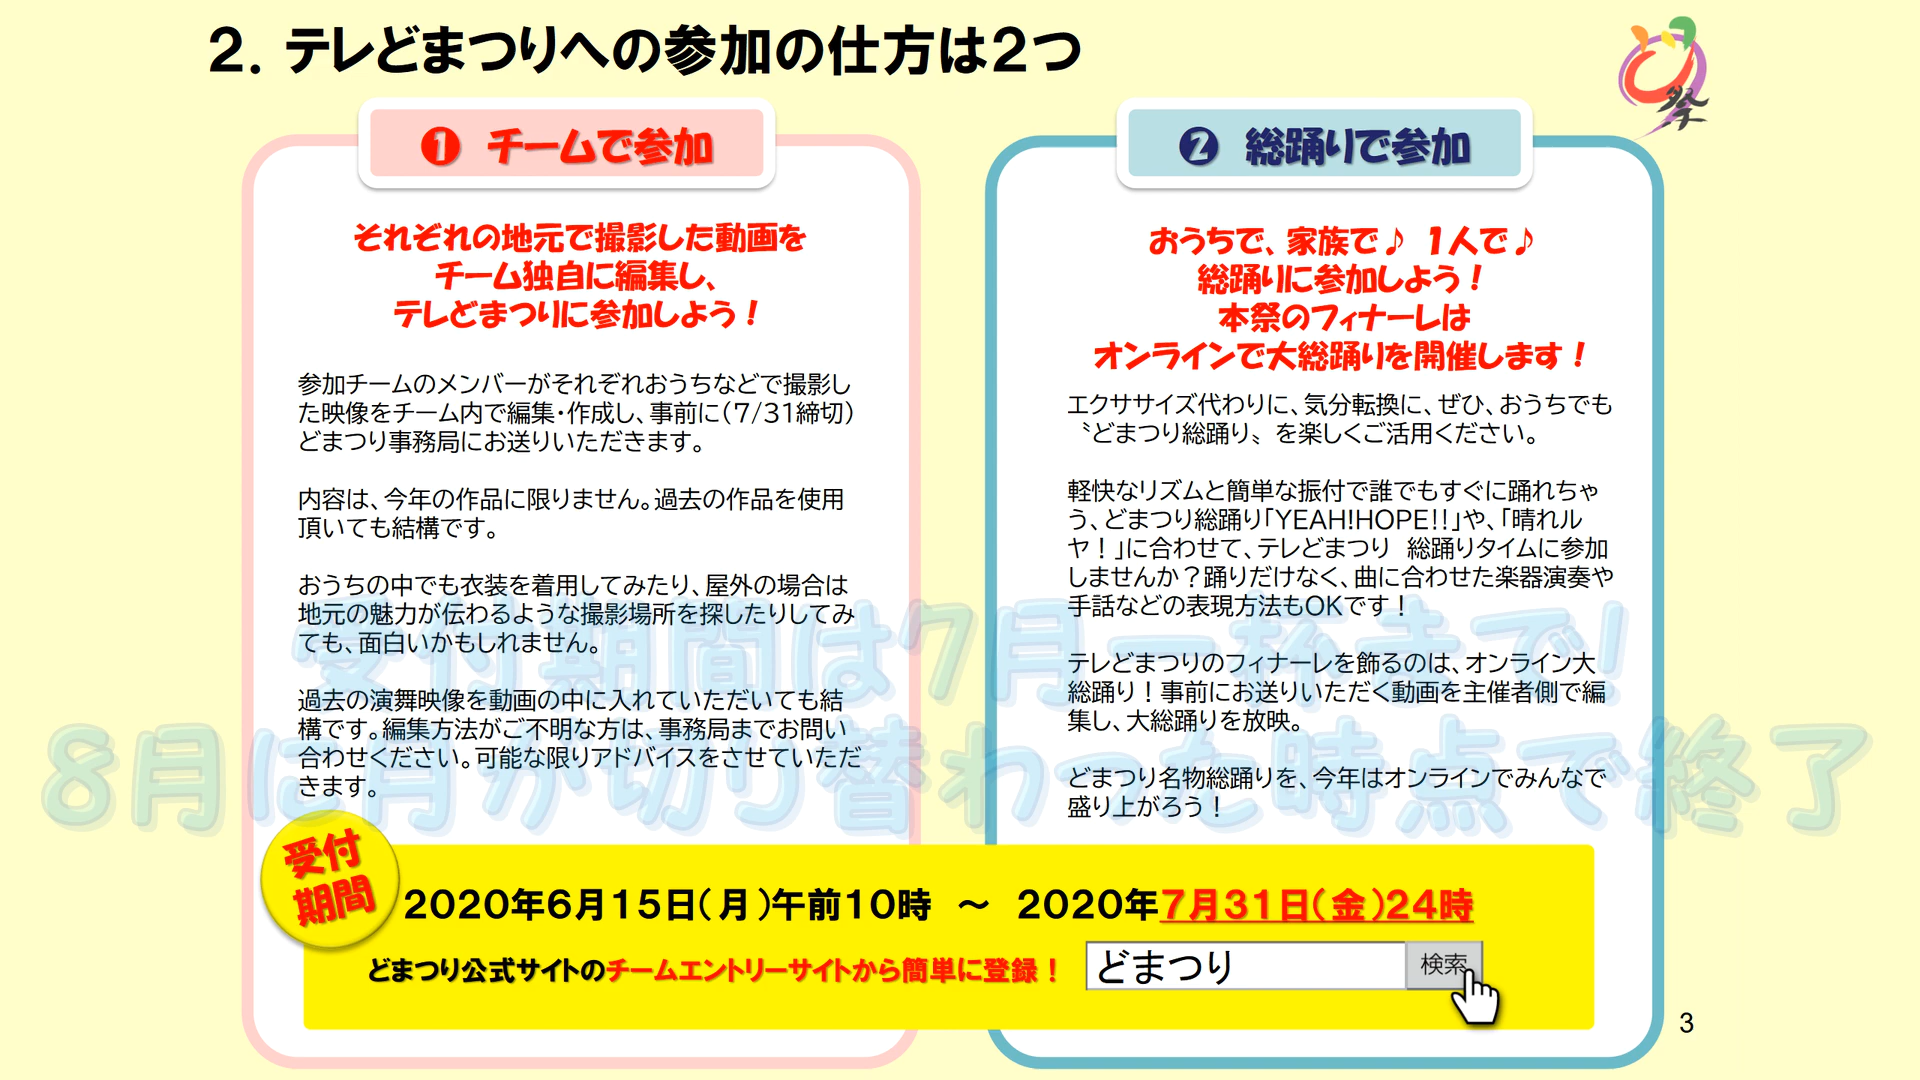 2. テレどまつりへの参加の仕方は2つ
祭
❶ チームで参加
それぞれの地元で撮影した動画を
チーム独自に編集し、
テレどまつりに参加しよう！
参加チームのメンバーがそれぞれおうちなどで撮影し
た映像をチーム内で編集・作成し、事前に（7/31締切）
どまつり事務局にお送りいただきます。
内容は、今年の作品に限りません。過去の作品を使用
頂いても結構です。
おうちの中でも衣装を着用してみたり、屋外の場合は
地元の魅力が伝わるような撮影場所を探したりしてみ
ても、面白いかもしれません。
過去の演舞映像を動画の中に入れていただいても結
構です。編集方法がご不明な方は、事務局までお問い
合わせください。可能な限りアドバイスをさせていただ
きます。
❷ 総踊りで参加
おうちで、家族で♪ 1人で♪
総踊りに参加しよう！
本祭のフィナーレは
オンラインで大総踊りを開催します！
エクササイズ代わりに、気分転換に、ぜひ、おうちでも
〝どまつり総踊り〟を楽しくご活用ください。
軽快なリズムと簡単な振付で誰でもすぐに踊れちゃ
う、どまつり総踊り「YEAH!HOPE!!」や、「晴れル
ヤ！」に合わせて、テレどまつり 総踊りタイムに参加
しませんか？踊りだけなく、曲に合わせた楽器演奏や
手話などの表現方法もOKです！
テレどまつりのフィナーレを飾るのは、オンライン大
総踊り！事前にお送りいただく動画を主催者側で編
集し、大総踊りを放映。
どまつり名物総踊りを、今年はオンラインでみんなで
盛り上がろう！
受付期間は7月一杯まで!
8月に月が切り替わった時点で終了
受付
期間
2020年6月15日（月）午前10時 ～ 2020年7月31日（金）24時
どまつり公式サイトのチームエントリーサイトから簡単に登録！
どまつり 検索
3